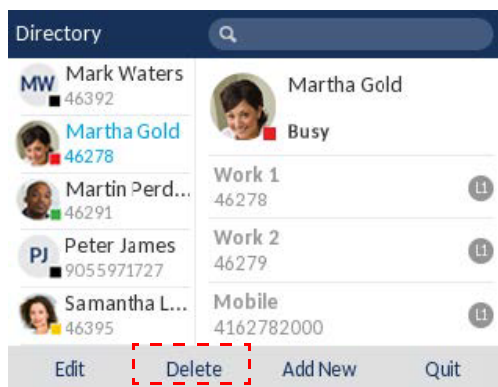 Directory
MW
Mark Waters
46392
Martha Gold
46278
Martin Perd...
46291
PJ
Peter James
9055971727
Samantha L...
46395
Martha Gold
Busy
Work 1
46278
L1
Work 2
46279
L1
Mobile
4162782000
L1
Edit Delete Add New Quit